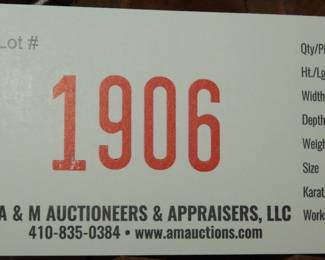 Lot #
1906
A & M AUCTIONEERS & APPRAISERS, LLC
410-835-0384 • www.amauctions.com
Qty/Pi
Ht./Lg
Width
Depth
Weigh
Size
Karat
Works